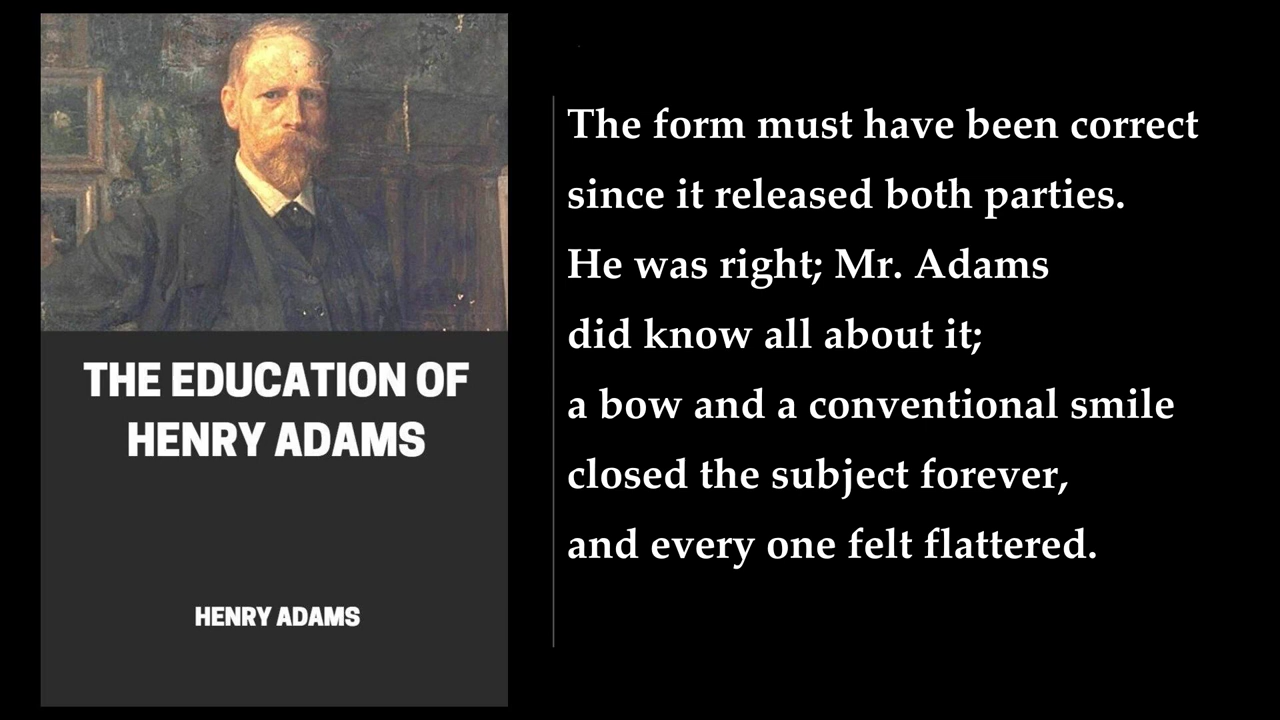 THE EDUCATION OF
HENRY ADAMS
HENRY ADAMS
The form must have been correct
since it released both parties.
He was right; Mr. Adams
did know all about it;
a bow and a conventional smile
closed the subject forever,
and every one felt flattered.